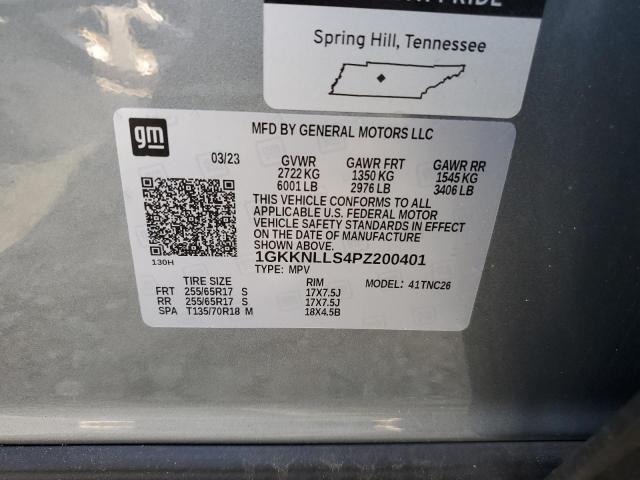 Spring Hill, Tennessee
gm
MFD BY GENERAL MOTORS LLC
03/23 GVWR GAWR FRT GAWR RR
2722 KG 1350 KG 1545 KG
6001 LB 2976 LB 3406 LB
THIS VEHICLE CONFORMS TO ALL
APPLICABLE U.S. FEDERAL MOTOR
VEHICLE SAFETY STANDARDS IN EFFECT
ON THE DATE OF MANUFACTURE
SHOWN ABOVE.
1GKKNLLS4PZ200401
130H
TYPE: MPV
MODEL: 41TNC26
TIRE SIZE RIM
FRT 255/65R17 S 17X7.5J
RR 255/65R17 S 17X7.5J
SPA T135/70R18 M 18X4.5B